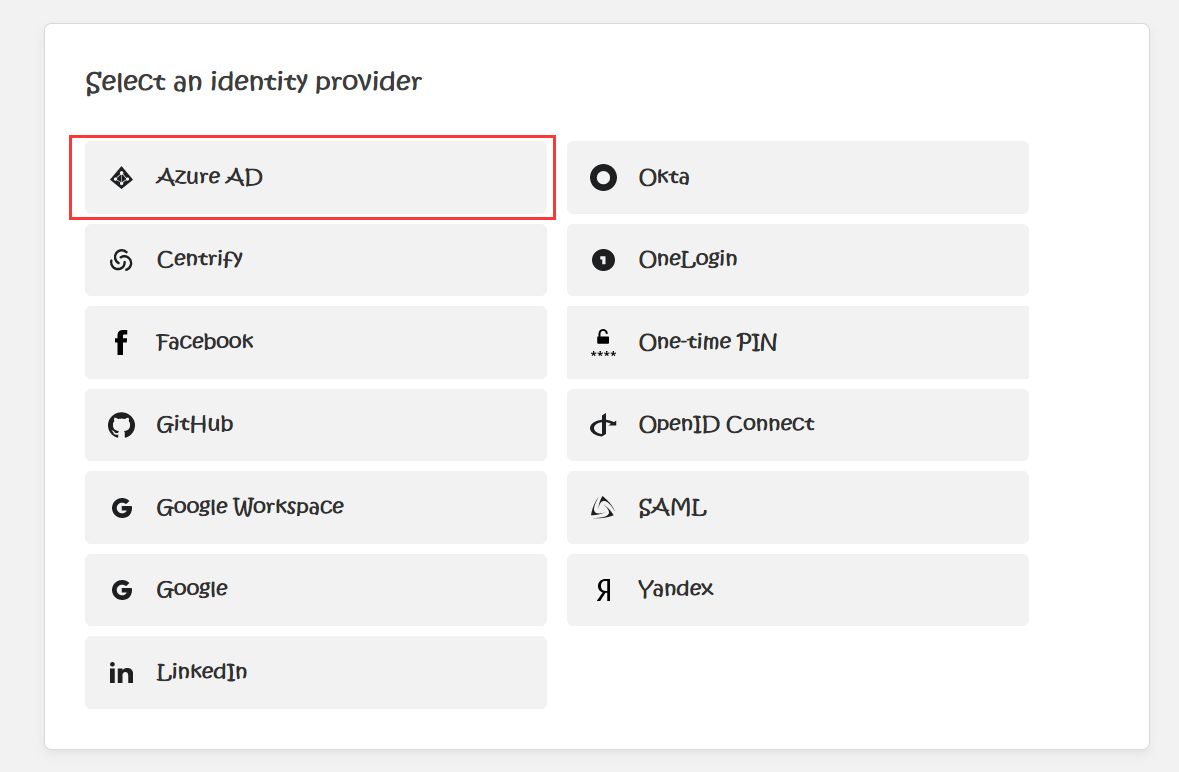 Select an identity provider
Azure AD
Okta
Centrify
OneLogin
Facebook
One-time PIN
GitHub
OpenID Connect
Google Workspace
SAML
Google
Yandex
LinkedIn